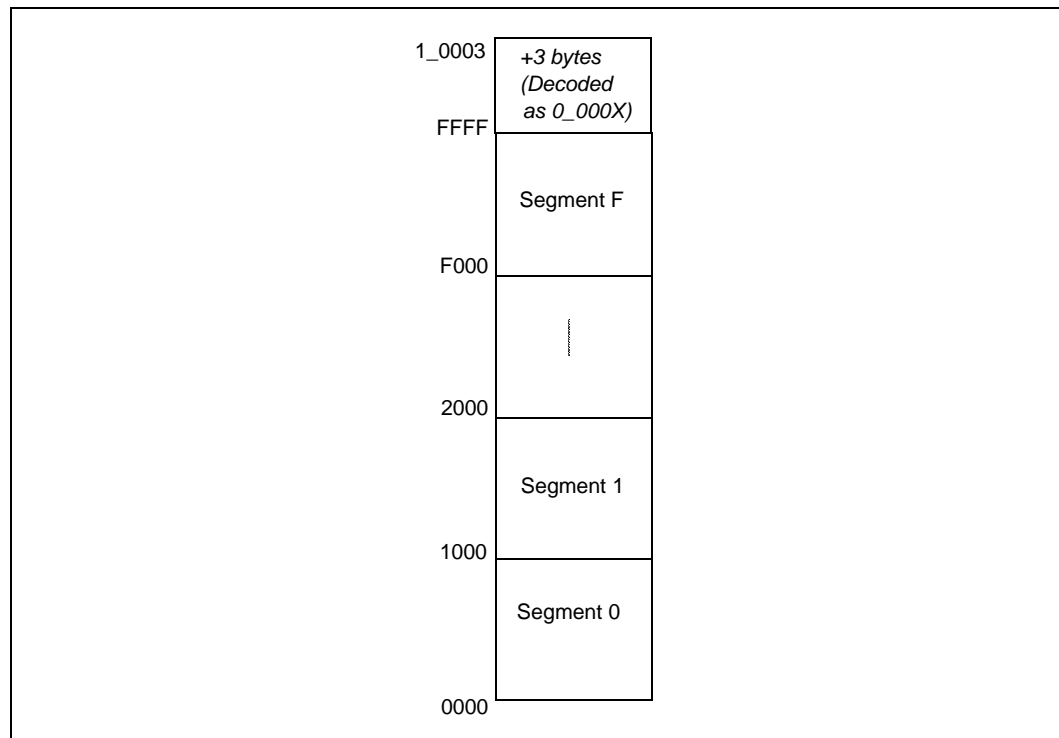 1_0003
+3 bytes
(Decoded
as 0_000X)
FFFF
Segment F
F000
2000
Segment 1
1000
Segment 0
0000